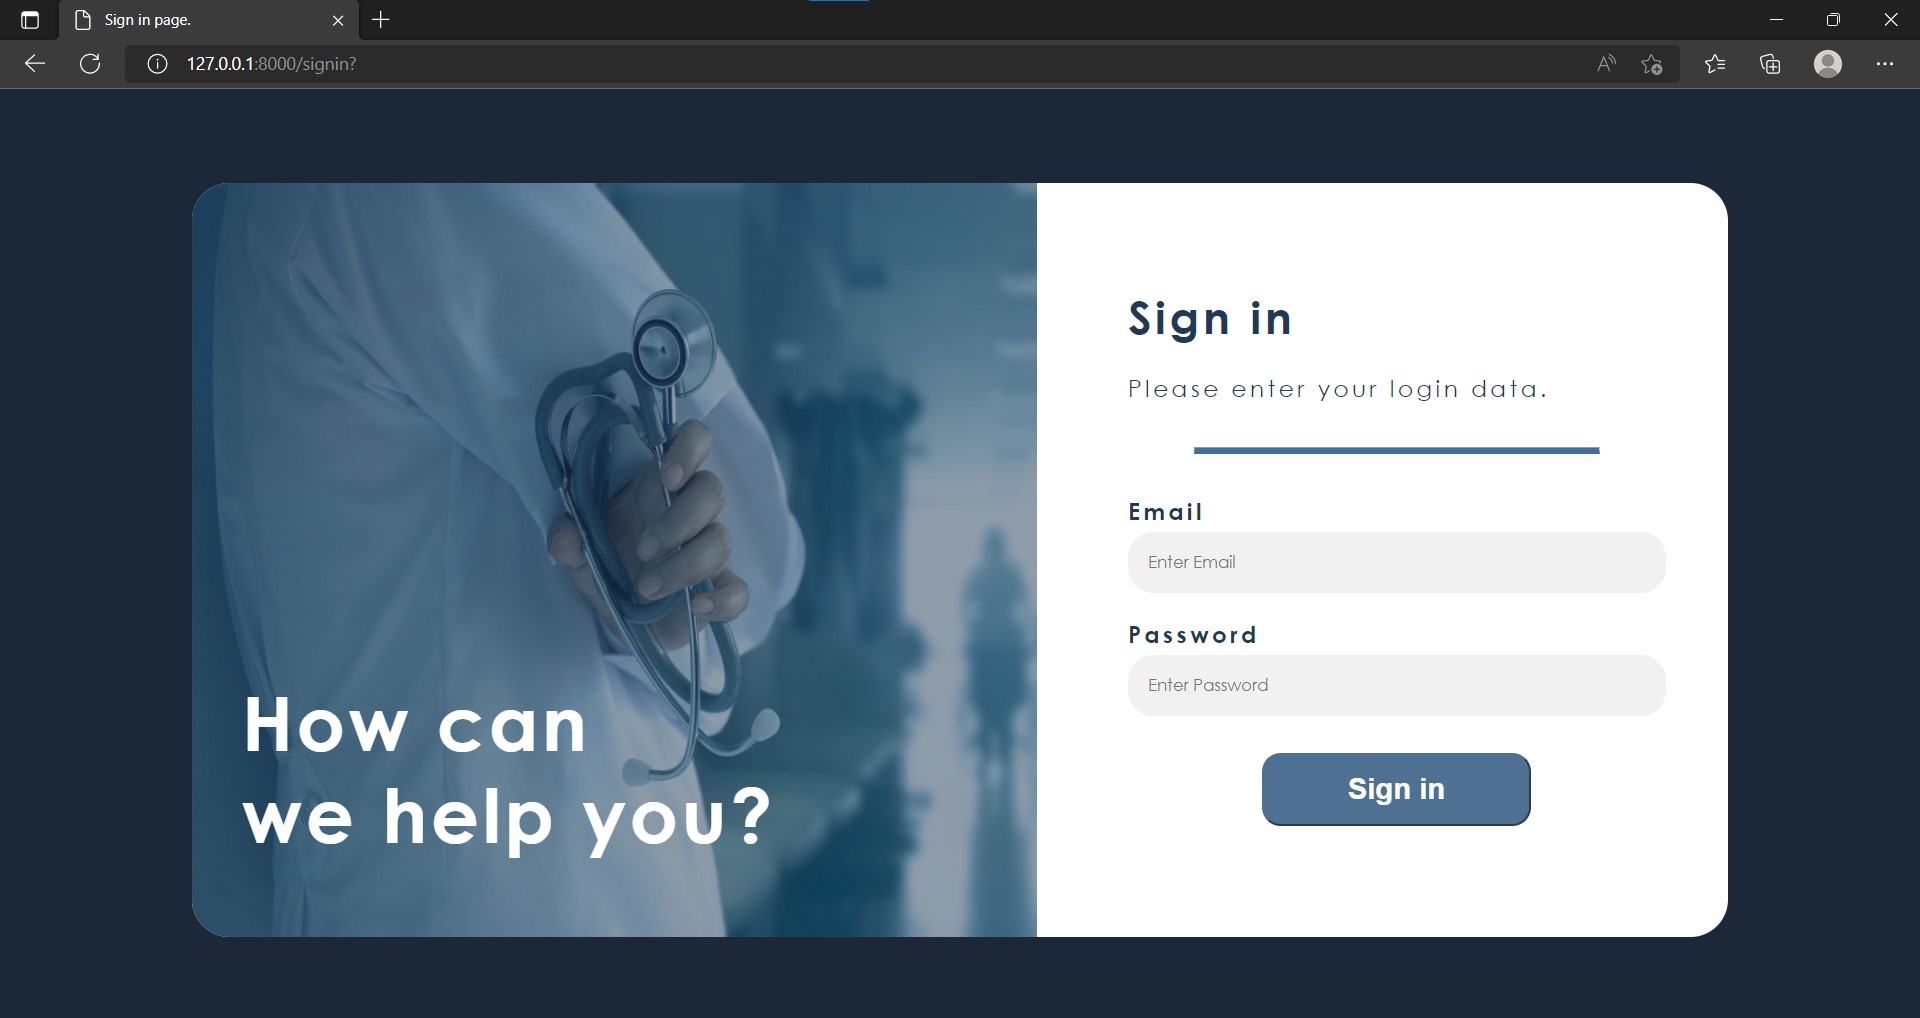 Sign in page.
127.0.0.1:8000/signin?
How can
we help you?
Sign in
Please enter your login data.
Email
Enter Email
Password
Enter Password
Sign in